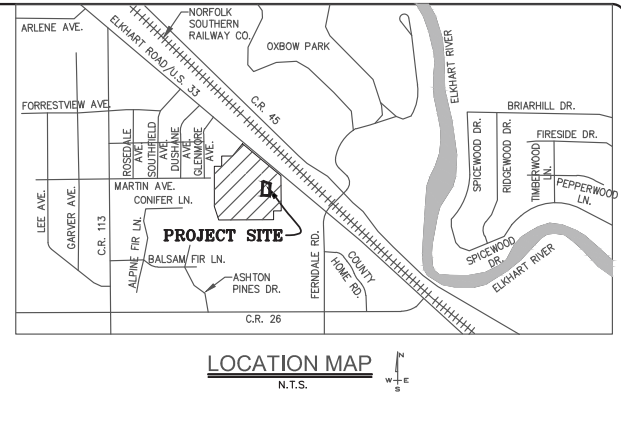 ARLENE AVE.
NORFOLK
SOUTHERN
RAILWAY CO.
OXBOW PARK
ELKHART ROAD/U.S. 33
C.R. 45
ELKHART RIVER
FORRESTVIEW AVE.
BRIARHILL DR.
FIRESIDE DR.
ROSEDALE
AVE.
SOUTHFIELD
AVE.
DUSHANE
AVE.
GLENMORE
AVE.
SPICEWOOD DR.
RIDGEWOOD DR.
TIMBERWOOD
LN.
PEPPERWOOD
LN.
MARTIN AVE.
CONIFER LN.
LEE AVE.
GARVER AVE.
C.R. 113
ALPINE FIR LN.
PROJECT SITE
BALSAM FIR LN.
ASHTON
PINES DR.
FERNDALE RD.
COUNTY
HOME RD.
SPICEWOOD
DR.
ELKHART RIVER
C.R. 26
LOCATION MAP
N.T.S.
N
W E
S